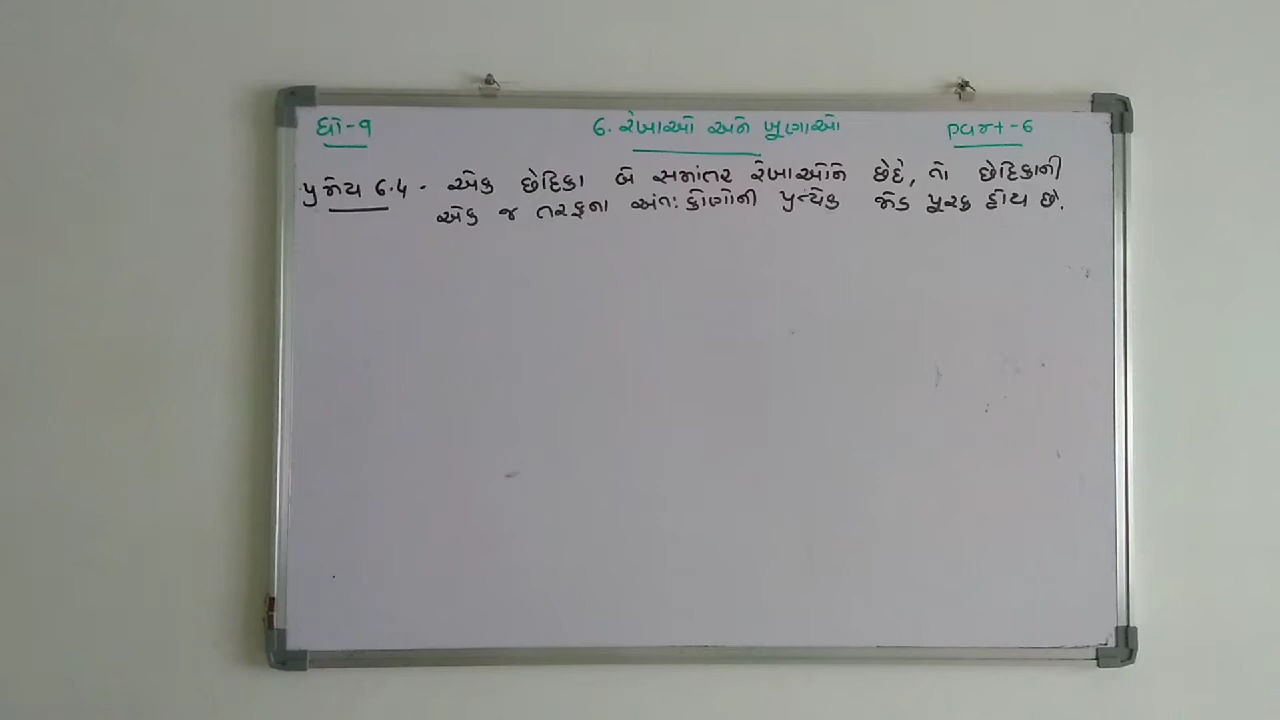 ધો-9 6. રેખાઓ અને ખૂણાઓ Part-6
પ્રમેય 6.4 - એક છેદિકા બે સમાંતર રેખાઓને છેદે, તો છેદિકાની
એક જ તરફના અંત: કોણોની પ્રત્યેક જોડ પૂરક હોય છે.